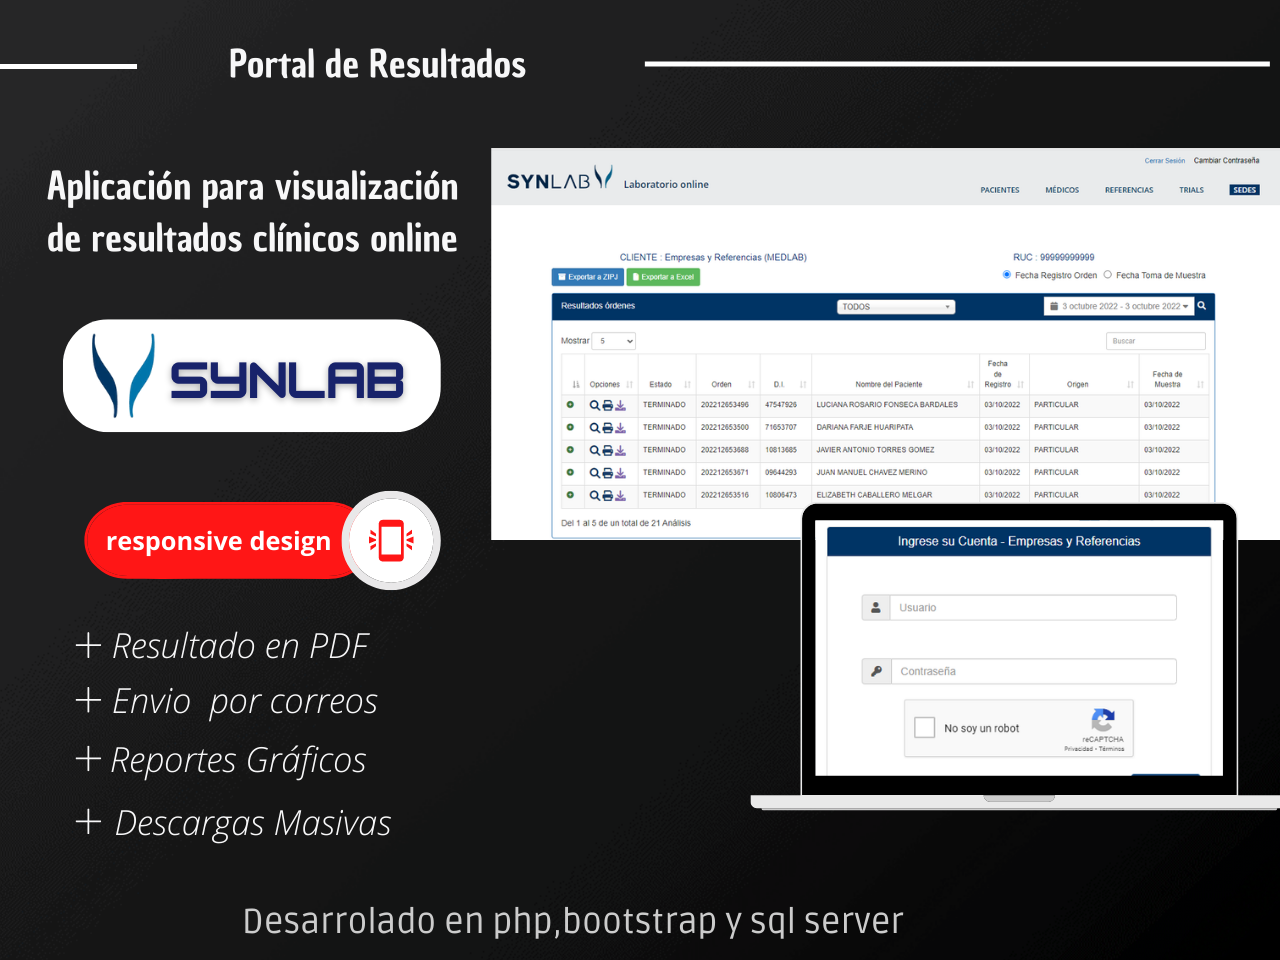 Portal de Resultados
Aplicación para visualización
de resultados clínicos online
SYNLAB
responsive design
+ Resultado en PDF
+ Envio por correos
+ Reportes Gráficos
+ Descargas Masivas
Cerrar Sesión Cambiar Contraseña
SYNLAB Laboratorio online
PACIENTES MÉDICOS REFERENCIAS TRIALS SEDES
CLIENTE : Empresas y Referencias (MEDLAB) RUC : 99999999999
Exportar a ZIPJ Exportar a Excel Fecha Registro Orden Fecha Toma de Muestra
Resultados órdenes TODOS 3 octubre 2022 - 3 octubre 2022
Mostrar 5 Buscar
Opciones Estado Orden D.I. Nombre del Paciente Fecha de Registro Origen Fecha de Muestra
TERMINADO 202212653496 47547926 LUCIANA ROSARIO FONSECA BARDALES 03/10/2022 PARTICULAR 03/10/2022
TERMINADO 202212653500 71653707 DARIANA FARJE HUARIPATA 03/10/2022 PARTICULAR 03/10/2022
TERMINADO 202212653688 10813685 JAVIER ANTONIO TORRES GOMEZ 03/10/2022 PARTICULAR 03/10/2022
TERMINADO 202212653671 09644293 JUAN MANUEL CHAVEZ MERINO 03/10/2022 PARTICULAR 03/10/2022
TERMINADO 202212653516 10806473 ELIZABETH CABALLERO MELGAR 03/10/2022 PARTICULAR 03/10/2022
Del 1 al 5 de un total de 21 Análisis
Ingrese su Cuenta - Empresas y Referencias
Usuario
Contraseña
No soy un robot
reCAPTCHA
Privacidad - Términos
Desarrolado en php,bootstrap y sql server